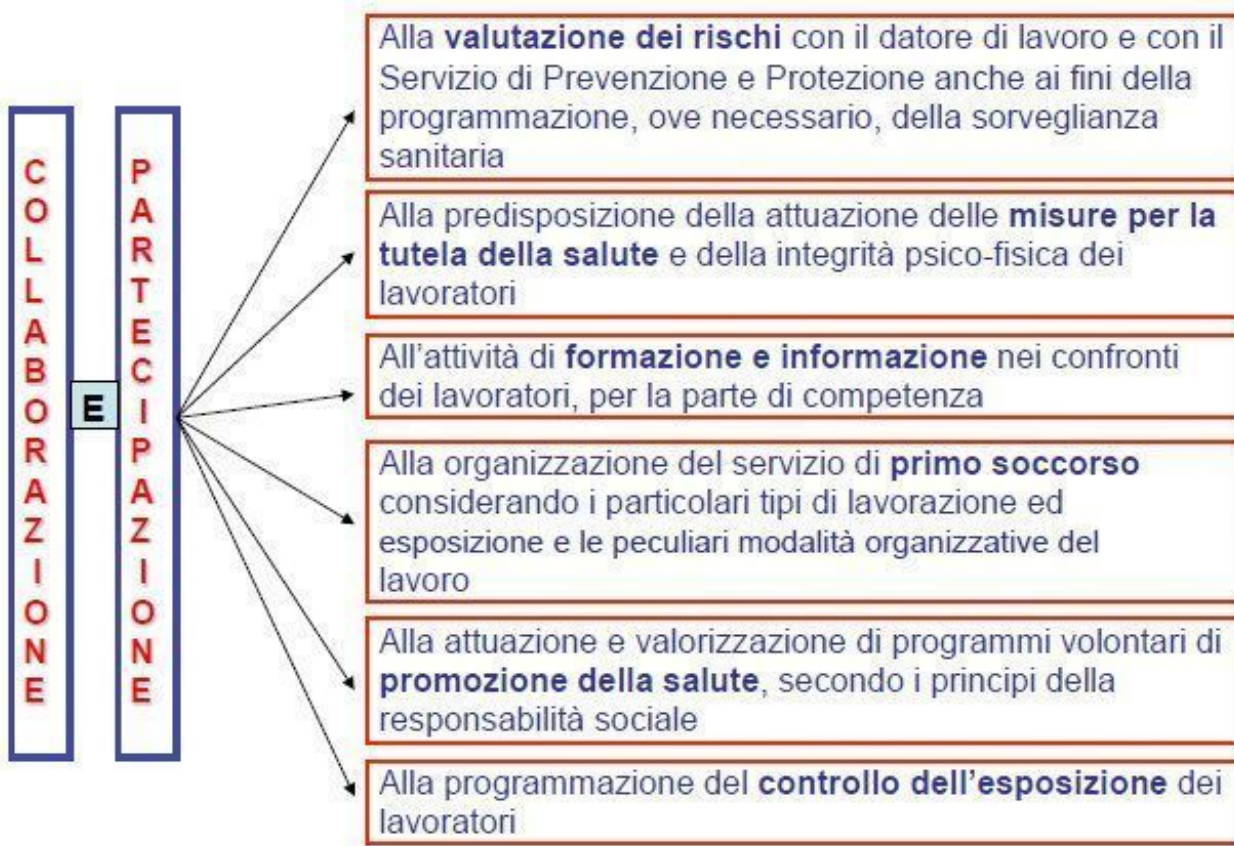 COLLABORAZIONE
E
PARTECIPAZIONE
Alla valutazione dei rischi con il datore di lavoro e con il
Servizio di Prevenzione e Protezione anche ai fini della
programmazione, ove necessario, della sorveglianza
sanitaria
Alla predisposizione della attuazione delle misure per la
tutela della salute e della integrità psico-fisica dei
lavoratori
All'attività di formazione e informazione nei confronti
dei lavoratori, per la parte di competenza
Alla organizzazione del servizio di primo soccorso
considerando i particolari tipi di lavorazione ed
esposizione e le peculiari modalità organizzative del
lavoro
Alla attuazione e valorizzazione di programmi volontari di
promozione della salute, secondo i principi della
responsabilità sociale
Alla programmazione del controllo dell'esposizione dei
lavoratori